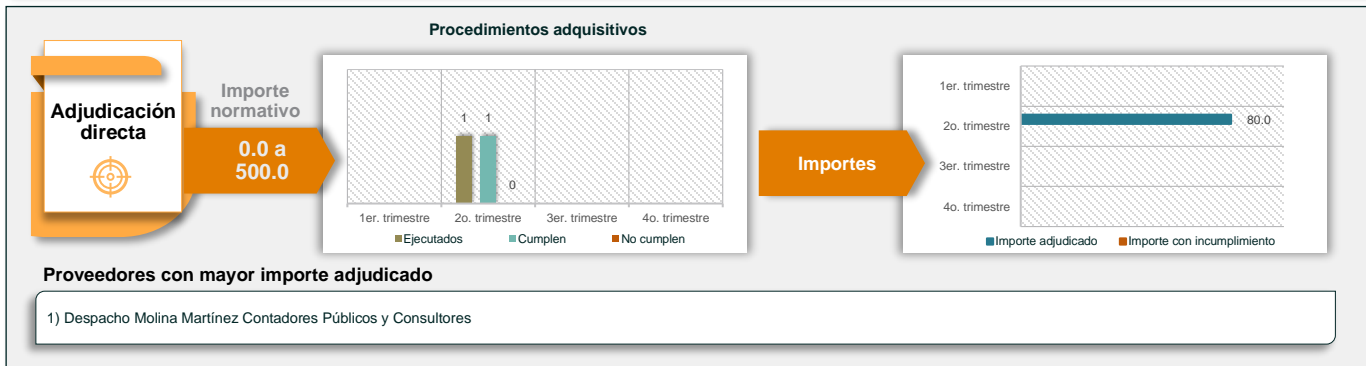 Procedimientos adquisitivos
Adjudicación
directa
Importe
normativo
0.0 a
500.0
1
1
0
1er. trimestre
2o. trimestre
3er. trimestre
4o. trimestre
Ejecutados
Cumplen
No cumplen
Importes
1er. trimestre
2o. trimestre
80.0
3er. trimestre
4o. trimestre
Importe adjudicado
Importe con incumplimiento
Proveedores con mayor importe adjudicado
1) Despacho Molina Martínez Contadores Públicos y Consultores